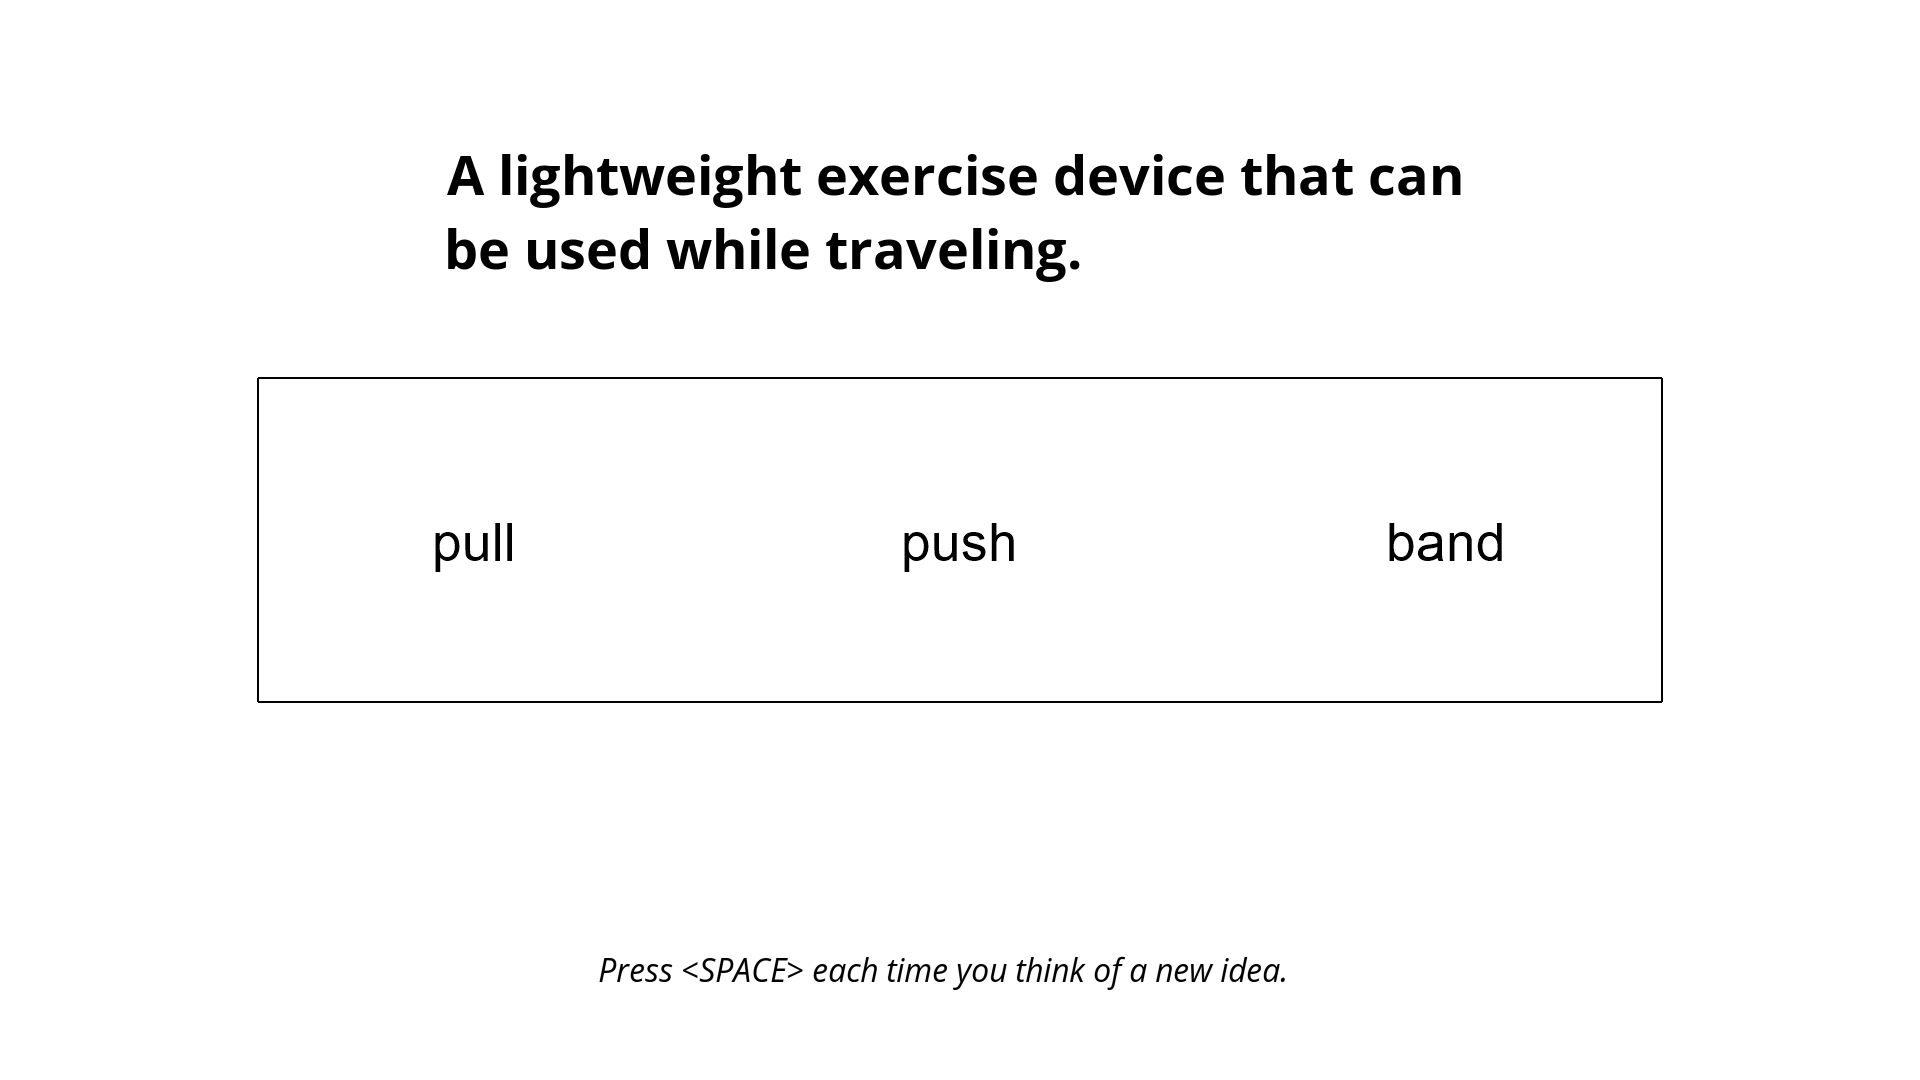 A lightweight exercise device that can
be used while traveling.
pull push band
Press <SPACE> each time you think of a new idea.